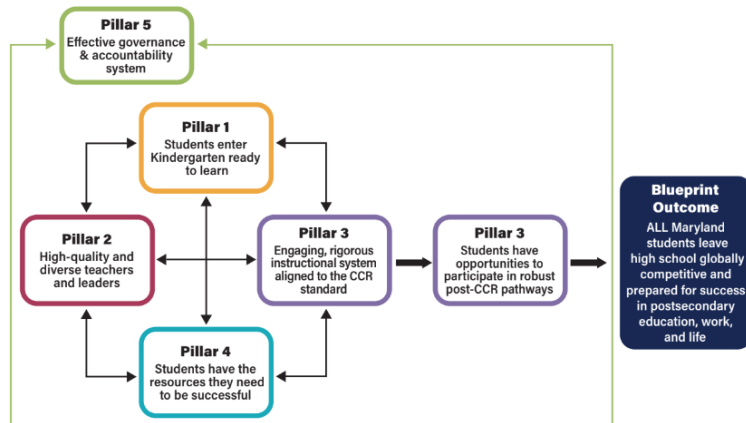 Pillar 5
Effective governance
& accountability
system
Pillar 1
Students enter
Kindergarten ready
to learn
Pillar 2
High-quality and
diverse teachers
and leaders
Pillar 3
Engaging, rigorous
instructional system
aligned to the CCR
standard
Pillar 3
Students have
opportunities to
participate in robust
post-CCR pathways
Blueprint
Outcome
ALL Maryland
students leave
high school globally
competitive and
prepared for success
in postsecondary
education, work,
and life
Pillar 4
Students have the
resources they need
to be successful